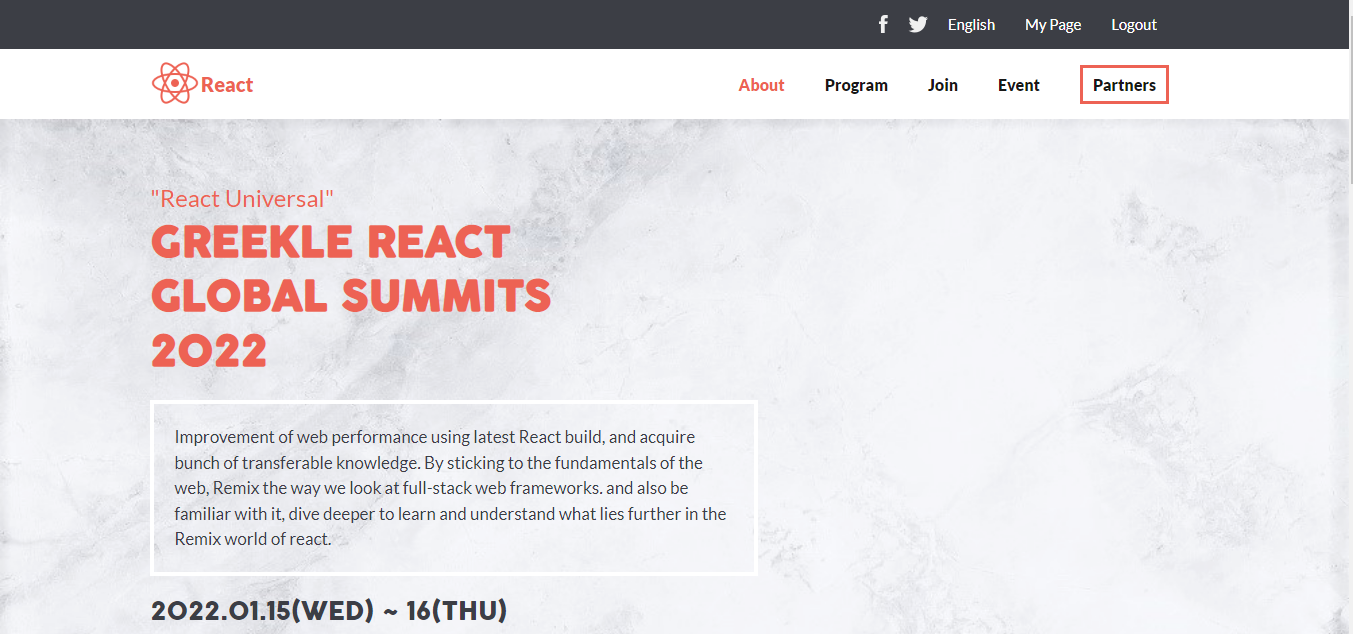 English My Page Logout
React
About Program Join Event Partners
"React Universal"
GREEKLE REACT
GLOBAL SUMMITS
2022
Improvement of web performance using latest React build, and acquire
bunch of transferable knowledge. By sticking to the fundamentals of the
web, Remix the way we look at full-stack web frameworks. and also be
familiar with it, dive deeper to learn and understand what lies further in the
Remix world of react.
2022.01.15(WED) ~ 16(THU)